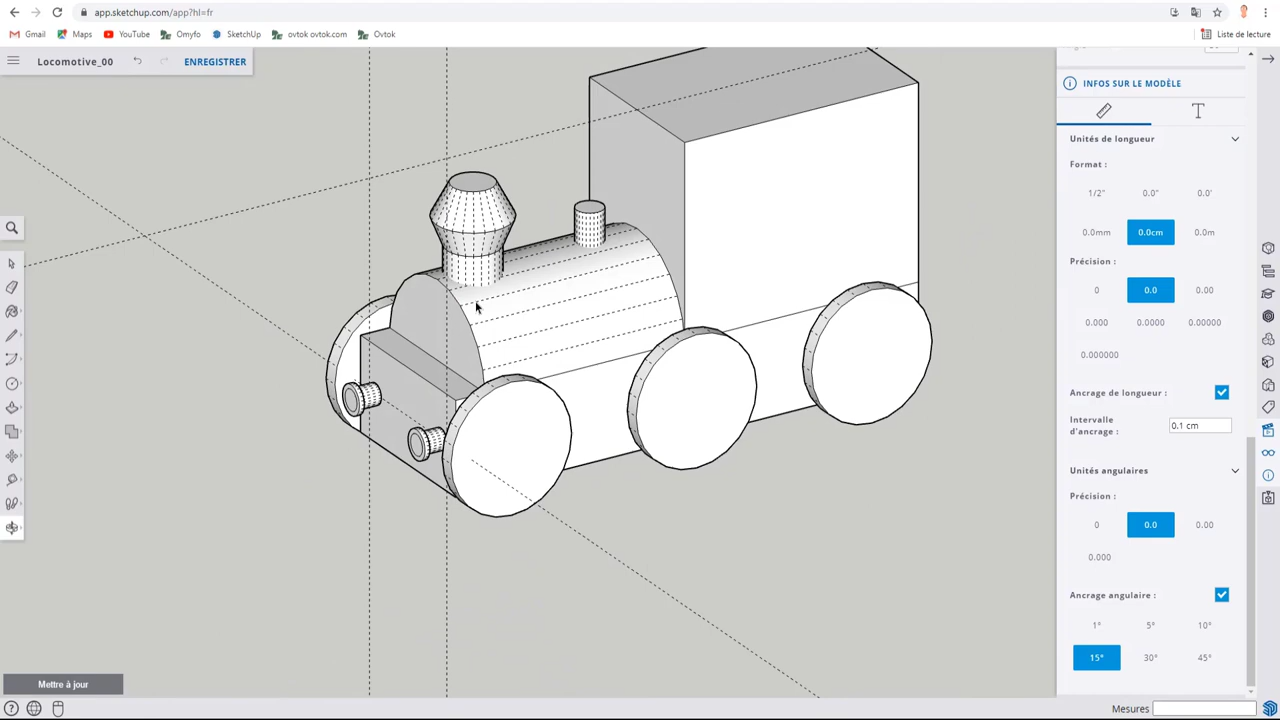 app.sketchup.com/app?hl=fr
Gmail Maps YouTube Omyfo SketchUp ovtok ovtok.com Ovtok Liste de lecture
Locomotive_00 ENREGISTRER
INFOS SUR LE MODÈLE
T
Unités de longueur
Format :
1/2" 0.0" 0.0'
0.0mm 0.0cm 0.0m
Précision :
0 0.0 0.00
0.000 0.0000 0.00000
0.000000
Ancrage de longueur :
Intervalle
d'ancrage : 0.1 cm
Unités angulaires
Précision :
0 0.0 0.00
0.000
Ancrage angulaire :
1° 5° 10°
15° 30° 45°
Mettre à jour
Mesures